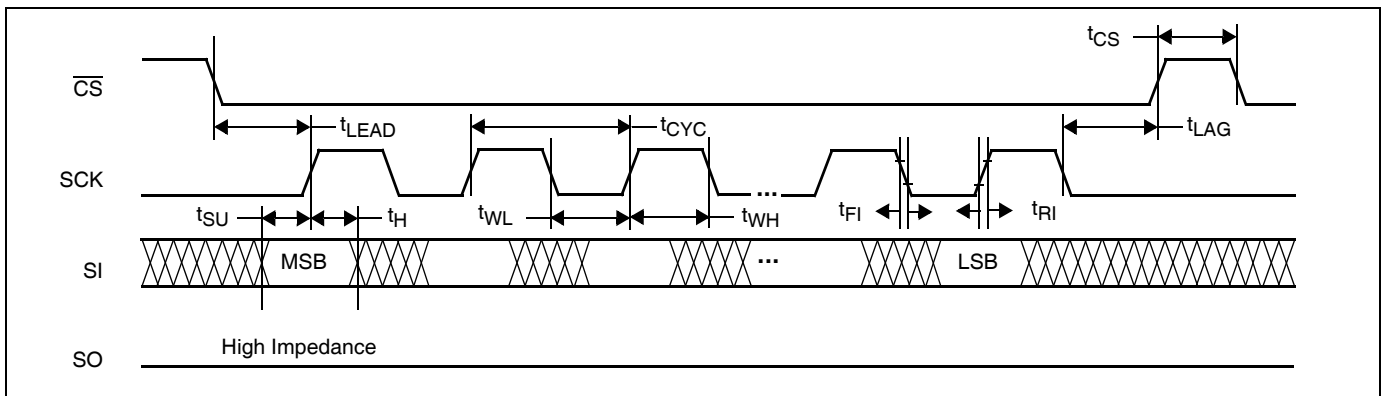 tCS
CS
tLEAD
tCYC
tLAG
SCK
...
tSU
tH
tWL
tWH
tFI
tRI
SI
MSB
...
LSB
High Impedance
SO